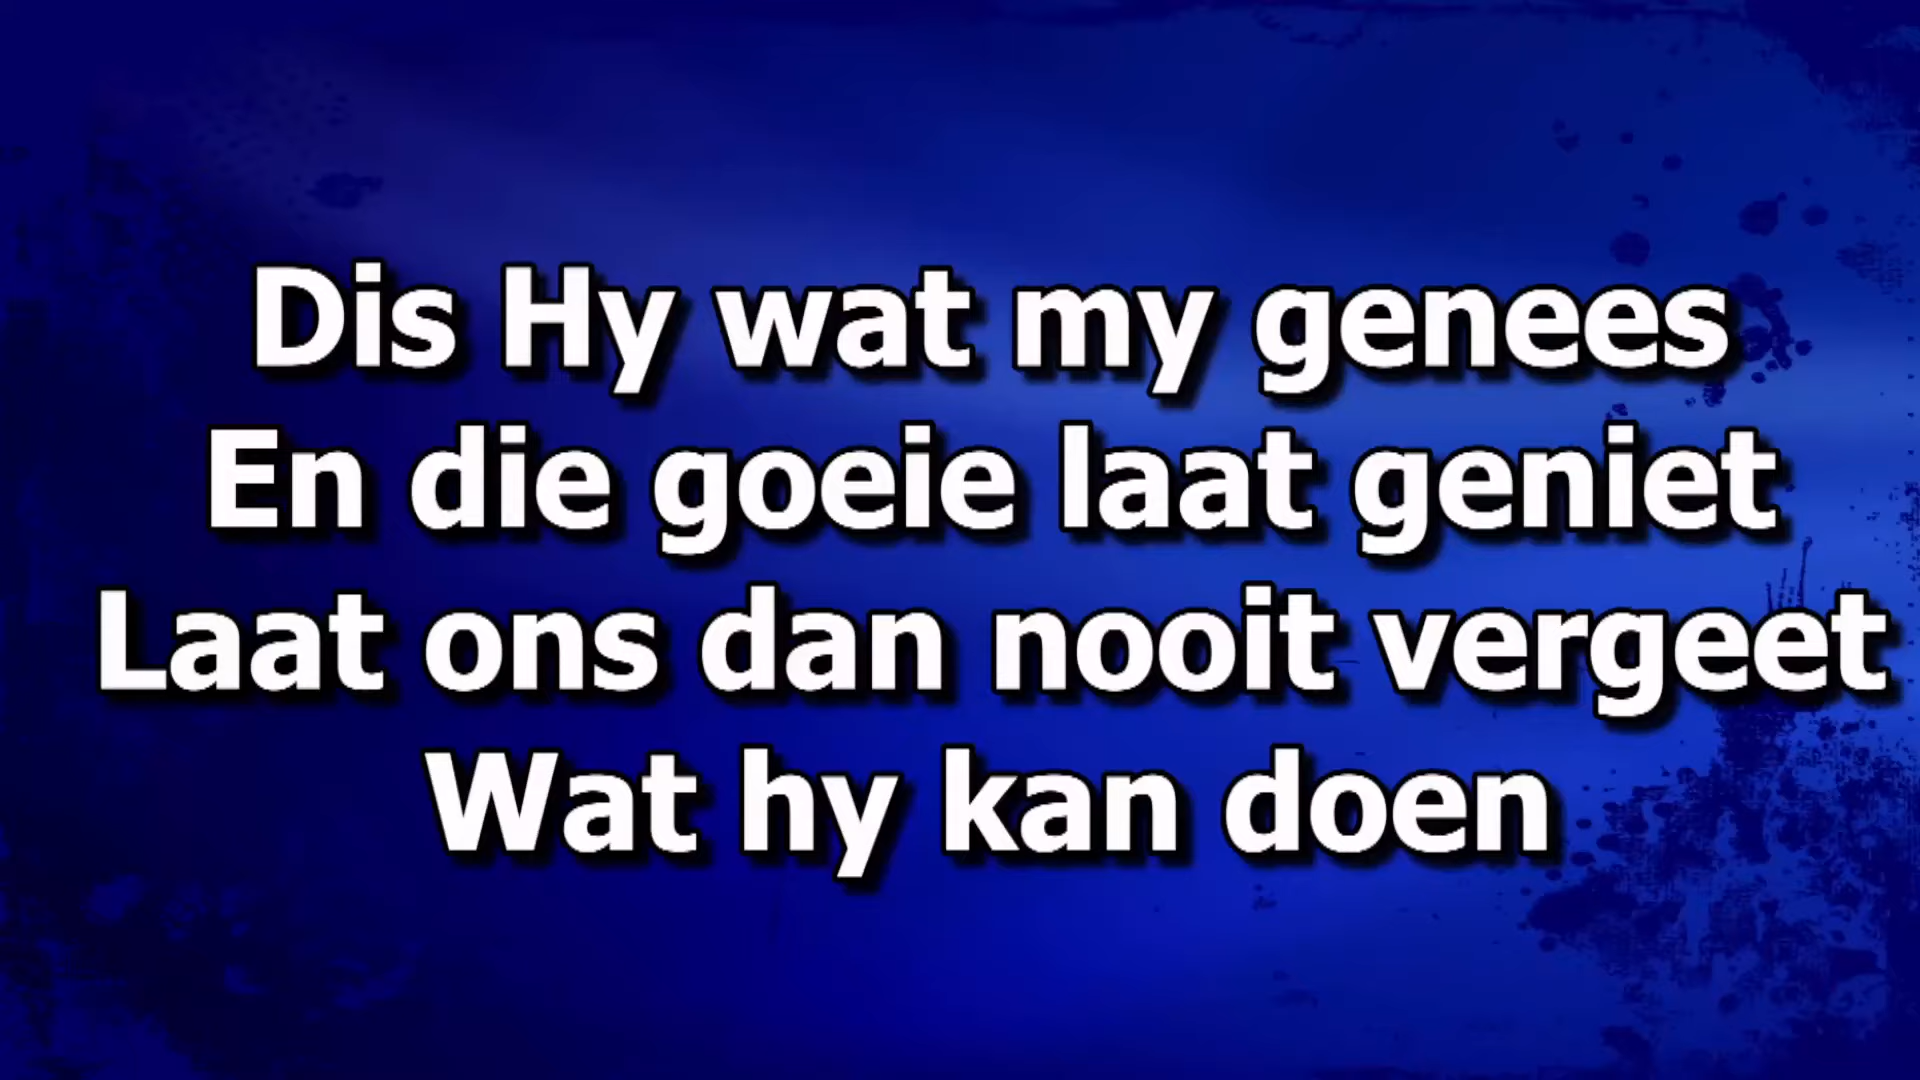 Dis Hy wat my genees
En die goeie laat geniet
Laat ons dan nooit vergeet
Wat hy kan doen